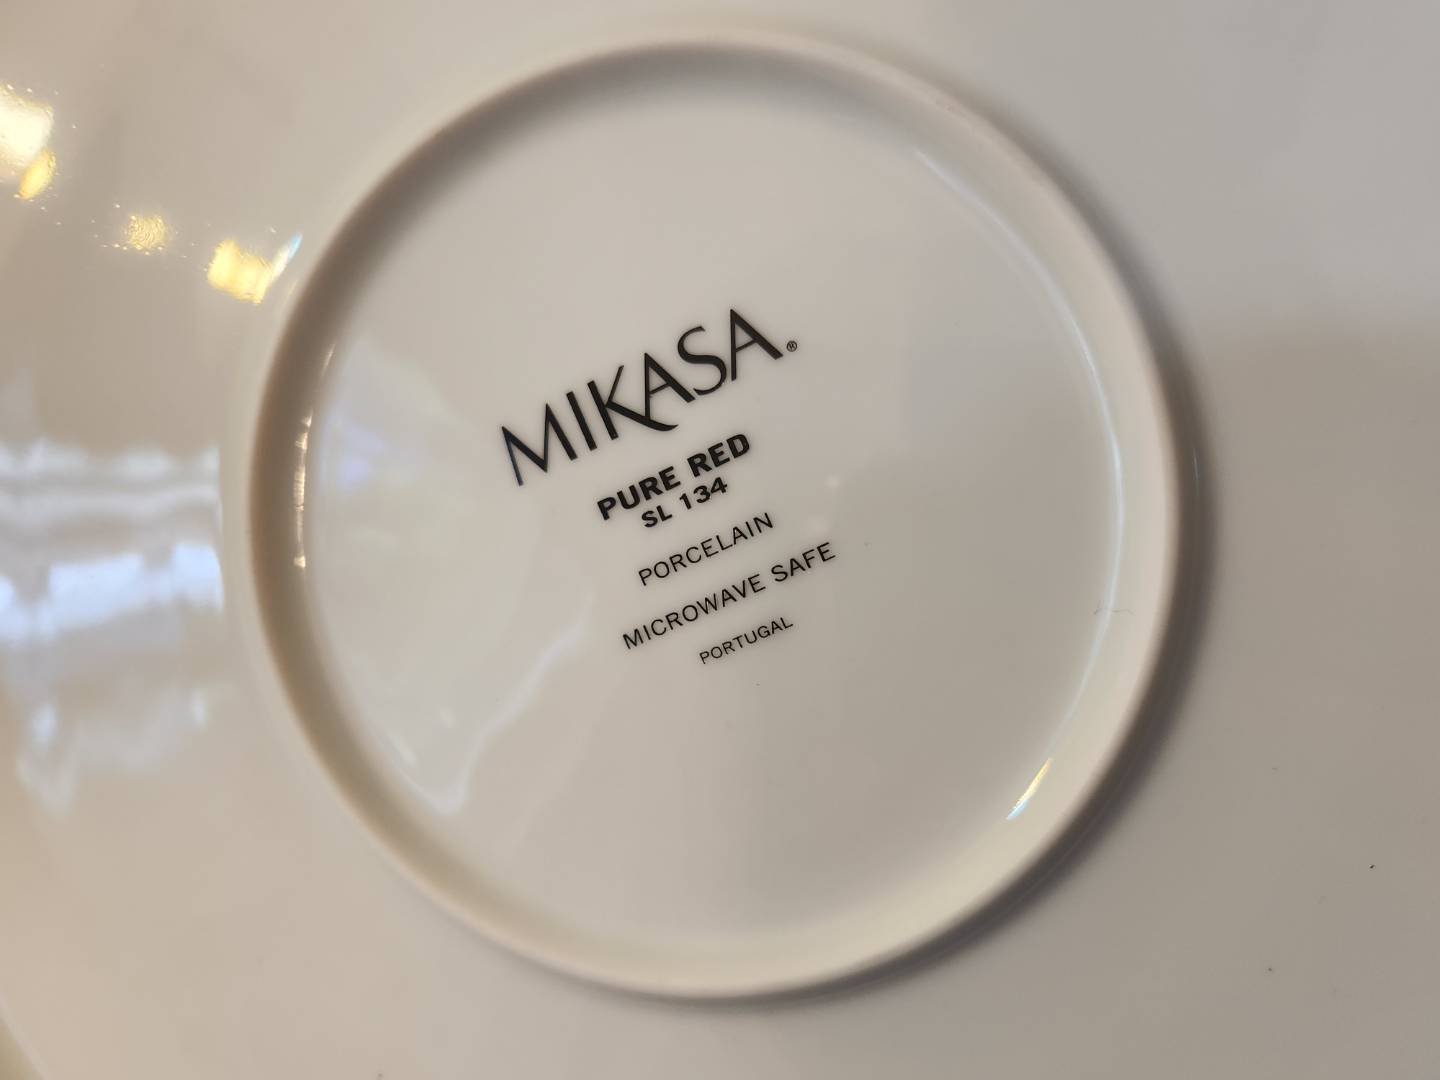 MIKASA®
PURE RED
SL 134
PORCELAIN
MICROWAVE SAFE
PORTUGAL